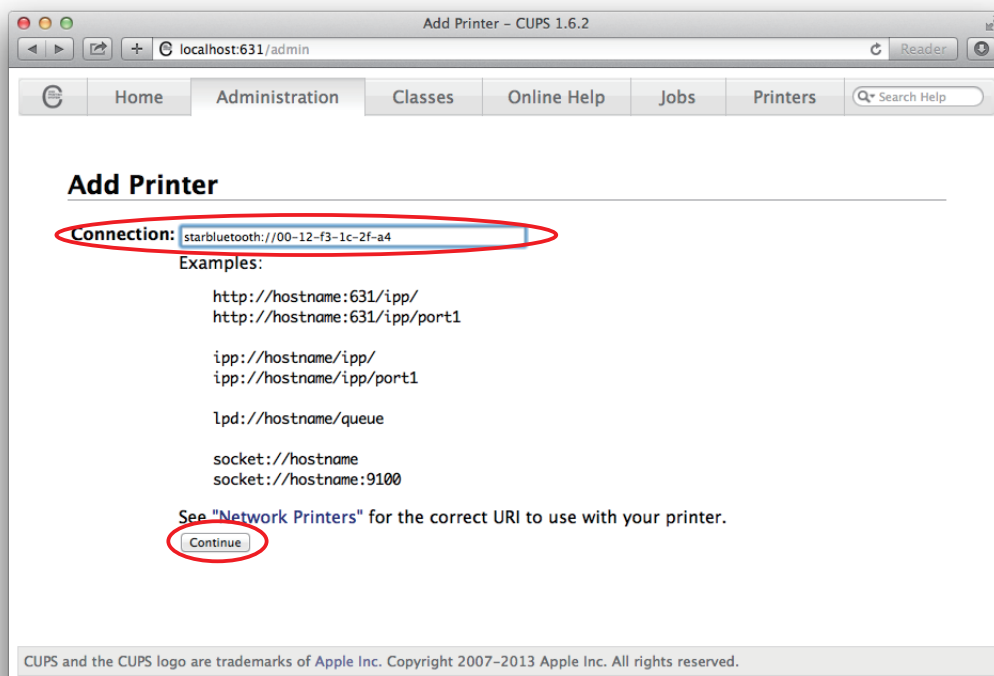 Add Printer – CUPS 1.6.2
localhost:631/admin
Reader
Home Administration Classes Online Help Jobs Printers Search Help
Add Printer
Connection: starbluetooth://00-12-f3-1c-2f-a4
Examples:
http://hostname:631/ipp/
http://hostname:631/ipp/port1
ipp://hostname/ipp/
ipp://hostname/ipp/port1
lpd://hostname/queue
socket://hostname
socket://hostname:9100
See "Network Printers" for the correct URI to use with your printer.
Continue
CUPS and the CUPS logo are trademarks of Apple Inc. Copyright 2007-2013 Apple Inc. All rights reserved.